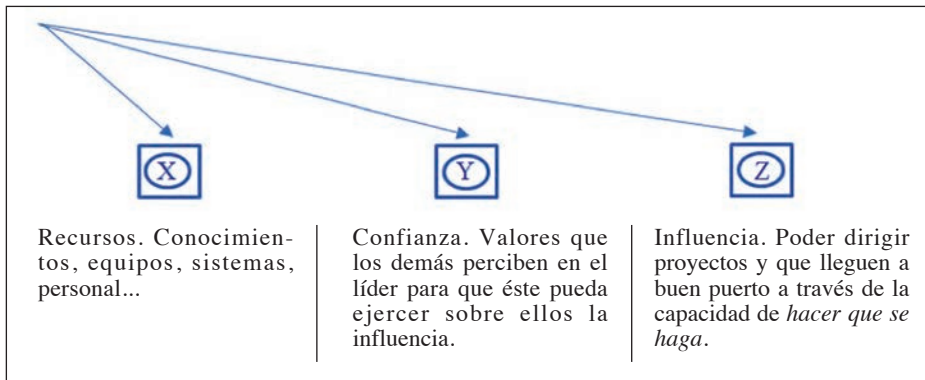 X
Y
Z
Recursos. Conocimien-
tos, equipos, sistemas,
personal...
Confianza. Valores que
los demás perciben en el
líder para que éste pueda
ejercer sobre ellos la
influencia.
Influencia. Poder dirigir
proyectos y que lleguen a
buen puerto a través de la
capacidad de hacer que se
haga.